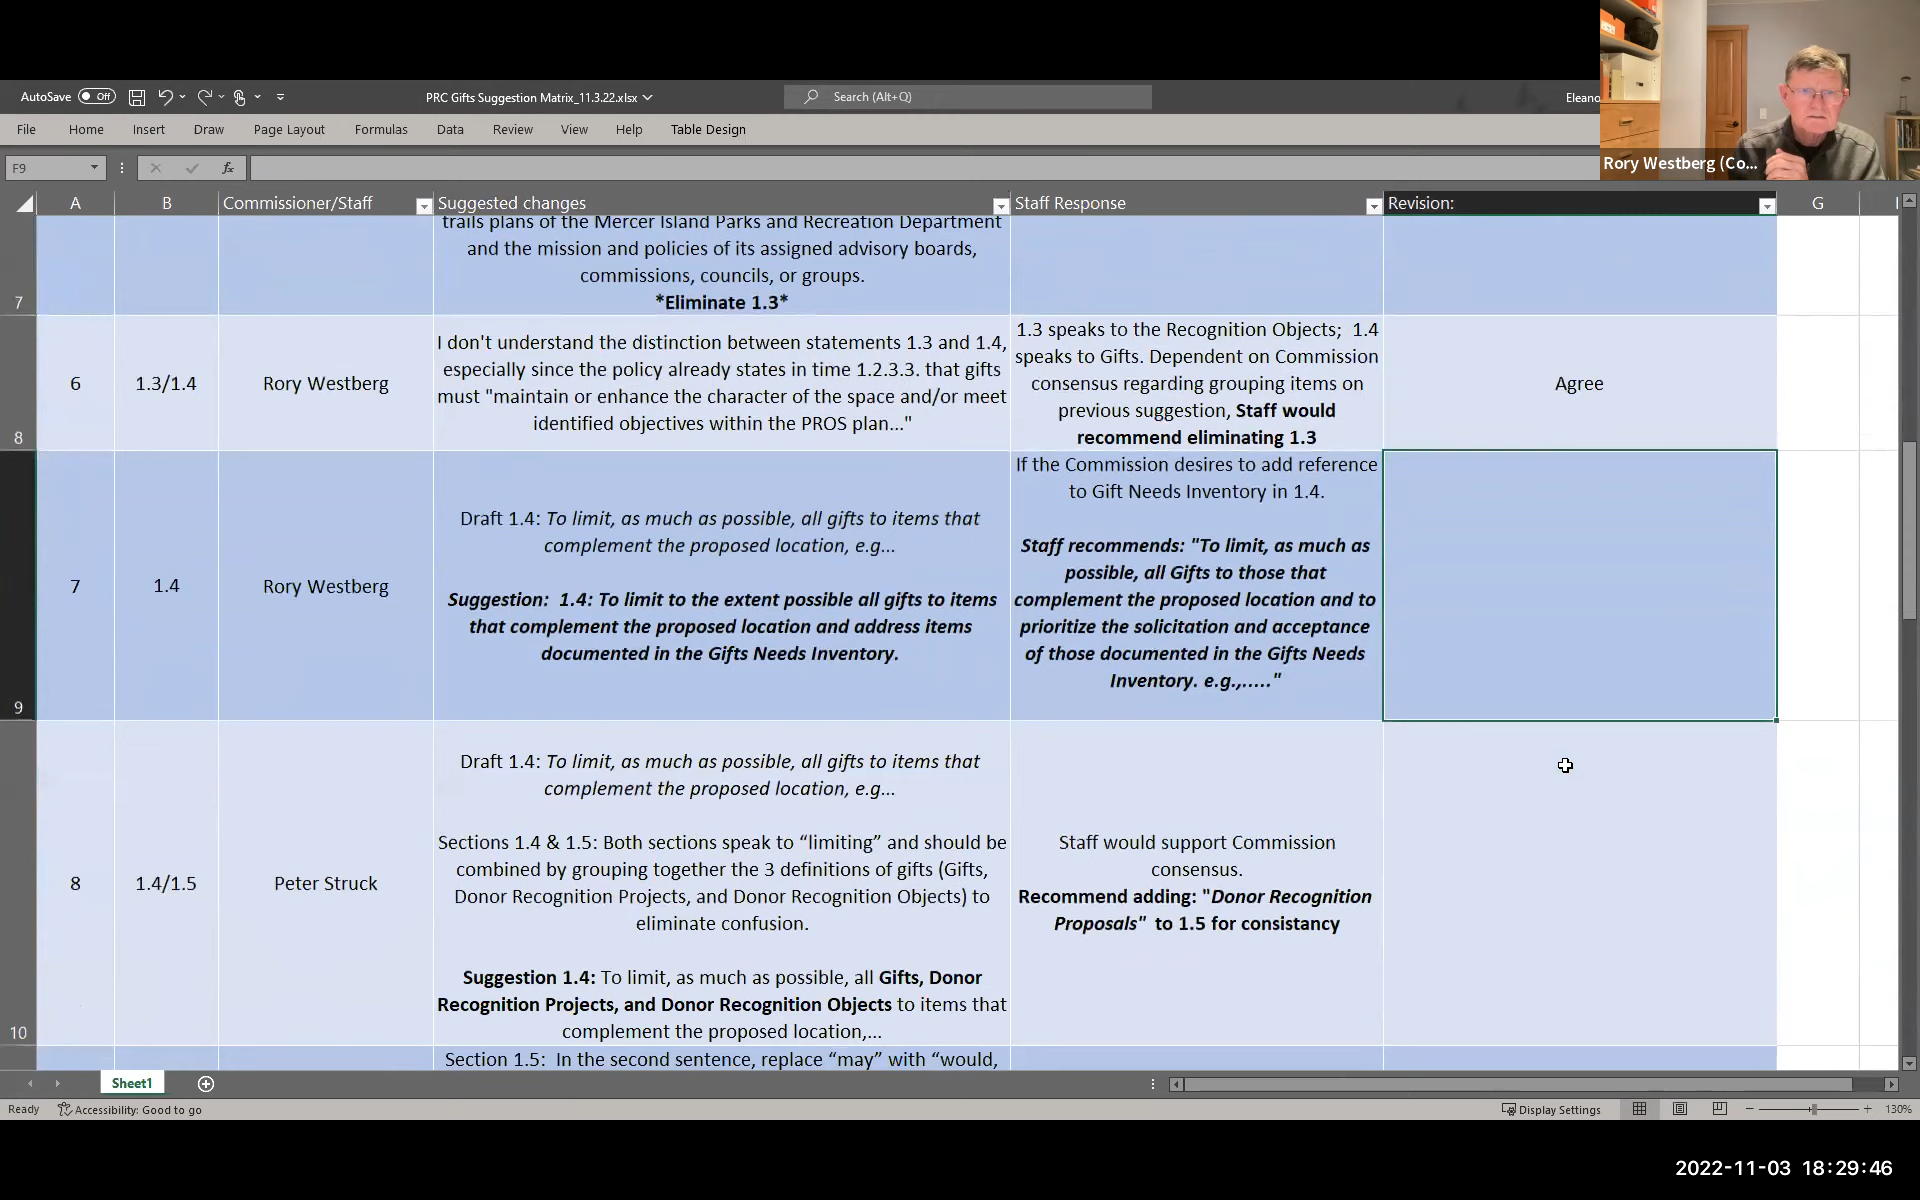 AutoSave Off
PRC Gifts Suggestion Matrix_11.3.22.xlsx
Search (Alt+Q)
Eleano
File Home Insert Draw Page Layout Formulas Data Review View Help Table Design
Rory Westberg (Co...
F9
fx
A B Commissioner/Staff Suggested changes Staff Response Revision: G
trails plans of the Mercer Island Parks and Recreation Department
and the mission and policies of its assigned advisory boards,
commissions, councils, or groups.
*Eliminate 1.3*
7
6
1.3/1.4
Rory Westberg
I don't understand the distinction between statements 1.3 and 1.4,
especially since the policy already states in time 1.2.3.3. that gifts
must "maintain or enhance the character of the space and/or meet
identified objectives within the PROS plan..."
1.3 speaks to the Recognition Objects;  1.4
speaks to Gifts. Dependent on Commission
consensus regarding grouping items on
previous suggestion, Staff would
recommend eliminating 1.3
Agree
8
7
1.4
Rory Westberg
Draft 1.4: To limit, as much as possible, all gifts to items that
complement the proposed location, e.g...
Suggestion:  1.4: To limit to the extent possible all gifts to items
that complement the proposed location and address items
documented in the Gifts Needs Inventory.
If the Commission desires to add reference
to Gift Needs Inventory in 1.4.
Staff recommends: "To limit, as much as
possible, all Gifts to those that
complement the proposed location and to
prioritize the solicitation and acceptance
of those documented in the Gifts Needs
Inventory. e.g.,....."
9
8
1.4/1.5
Peter Struck
Draft 1.4: To limit, as much as possible, all gifts to items that
complement the proposed location, e.g...
Sections 1.4 & 1.5: Both sections speak to “limiting” and should be
combined by grouping together the 3 definitions of gifts (Gifts,
Donor Recognition Projects, and Donor Recognition Objects) to
eliminate confusion.
Suggestion 1.4: To limit, as much as possible, all Gifts, Donor
Recognition Projects, and Donor Recognition Objects to items that
complement the proposed location,...
Staff would support Commission
consensus.
Recommend adding: "Donor Recognition
Proposals"  to 1.5 for consistancy
10
Section 1.5:  In the second sentence, replace “may” with “would,
Sheet1
Ready
Accessibility: Good to go
Display Settings
130%
2022-11-03 18:29:46